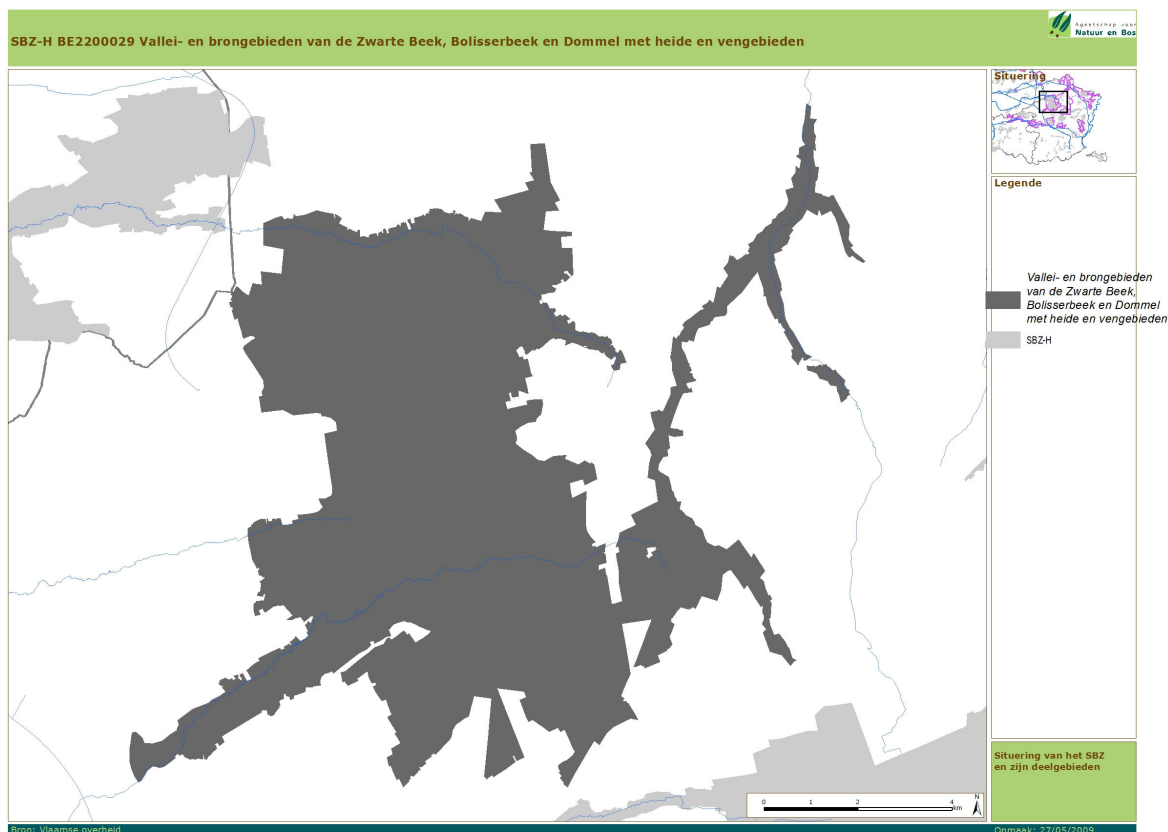 SBZ-H BE2200029 Vallei- en brongebieden van de Zwarte Beek, Bolisserbeek en Dommel met heide en vengebieden
Agentschap voor
Natuur en Bos
Situering
Legende
Vallei- en brongebieden
van de Zwarte Beek,
Bolisserbeek en Dommel
met heide en vengebieden
SBZ-H
Situering van het SBZ
en zijn deelgebieden
0 1 2 4
km
N
Bron: Vlaamse overheid
Opmaak: 27/05/2009